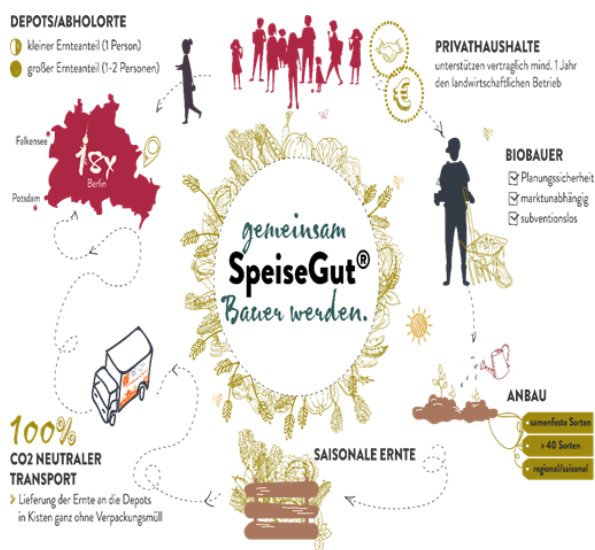 DEPOTS/ABHOLORTE
kleiner Ernteanteil (1 Person)
großer Ernteanteil (1-2 Personen)
Falkensee
18x
Berlin
Potsdam
PRIVATHAUSHALTE
unterstützen vertraglich mind. 1 Jahr
den landwirtschaftlichen Betrieb
€
BIOBAUER
Planungssicherheit
marktunabhängig
subventionslos
gemeinsam
SpeiseGut®
Bauer werden.
ANBAU
• samenfeste Sorten
• > 40 Sorten
• regional/saisonal
SAISONALE ERNTE
100%
CO2 NEUTRALER
TRANSPORT
> Lieferung der Ernte an die Depots
in Kisten ganz ohne Verpackungsmüll